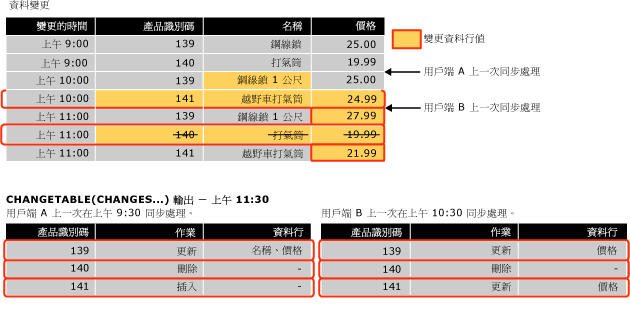 資料變更
變更的時間 產品識別碼 名稱 價格
上午 9:00 139 鋼線鎖 25.00
上午 9:00 140 打氣筒 19.99
上午 10:00 139 鋼線鎖 1 公尺 25.00
上午 10:00 141 越野車打氣筒 24.99
上午 11:00 139 鋼線鎖 1 公尺 27.99
上午 11:00 140 打氣筒 19.99
上午 11:00 141 越野車打氣筒 21.99
變更資料行值
用戶端 A 上一次同步處理
用戶端 B 上一次同步處理
CHANGETABLE(CHANGES...) 輸出 － 上午 11:30
用戶端 A 上一次在上午 9:30 同步處理。
產品識別碼 作業 資料行
139 更新 名稱、價格
140 刪除 -
141 插入 -
用戶端 B 上一次在上午 10:30 同步處理。
產品識別碼 作業 資料行
139 更新 價格
140 刪除 -
141 更新 價格